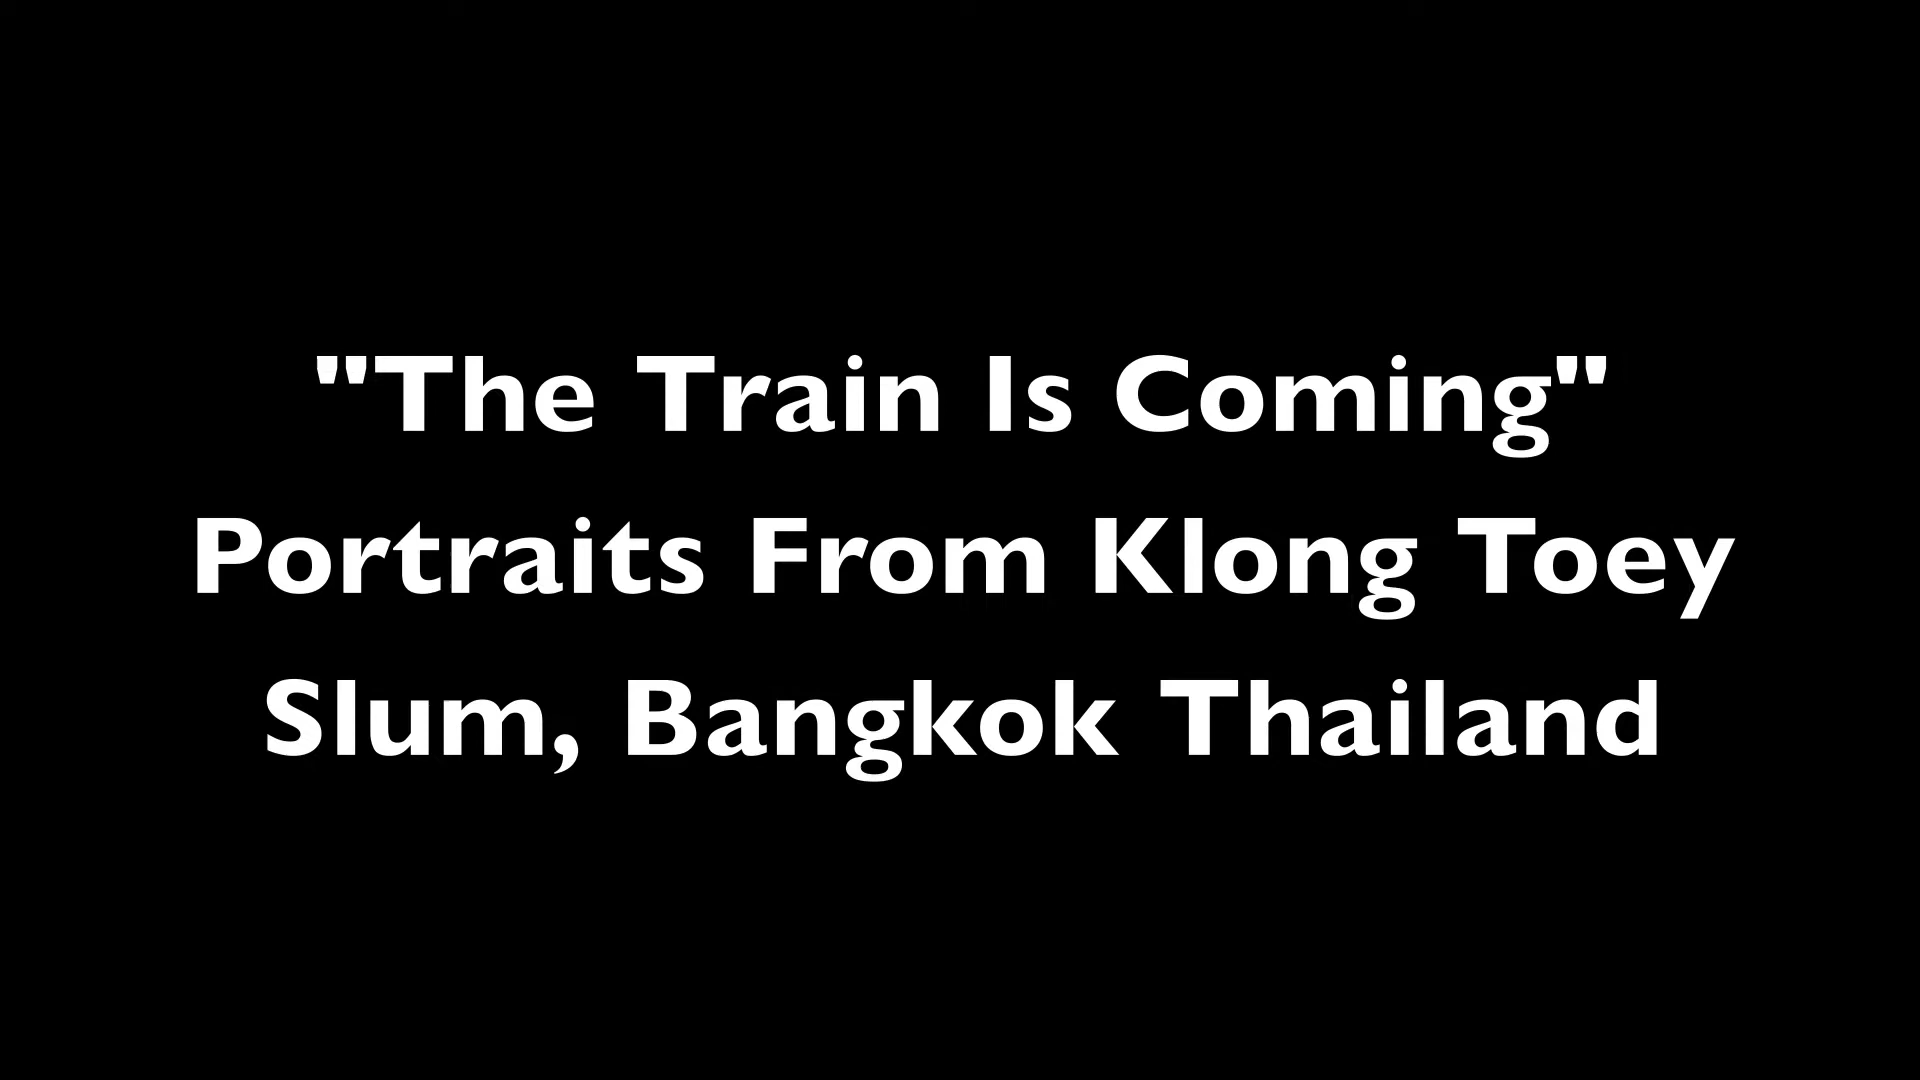 "The Train Is Coming"
Portraits From Klong Toey
Slum, Bangkok Thailand